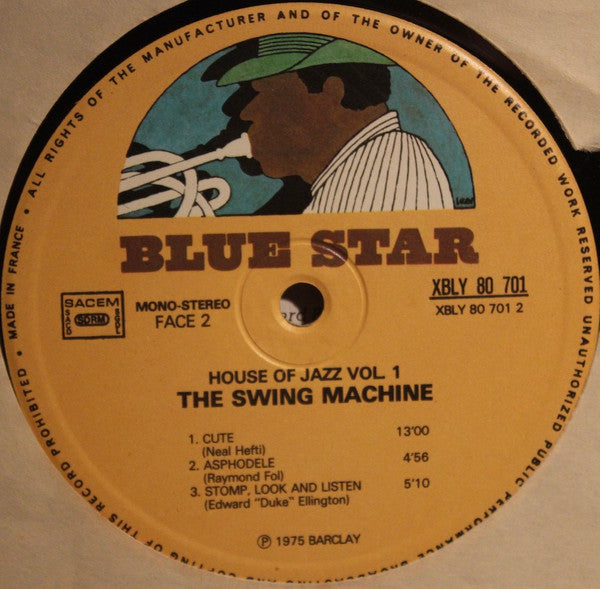 ALL RIGHTS OF THE MANUFACTURER AND OF THE OWNER OF THE RECORDED WORK RESERVED UNAUTHORIZED PUBLIC PERFORMANCE BROADCASTING AND COPYING OF THIS RECORD PROHIBITED • MADE IN FRANCE •
BLUE STAR
SACEM
SACD SDRM SGDL
MONO-STEREO
FACE 2
XBLY 80 701
XBLY 80 701 2
HOUSE OF JAZZ VOL. 1
THE SWING MACHINE
1. CUTE 13'00
(Neal Hefti)
2. ASPHODELE 4'56
(Raymond Fol)
3. STOMP, LOOK AND LISTEN 5'10
(Edward "Duke" Ellington)
Ⓟ 1975 BARCLAY